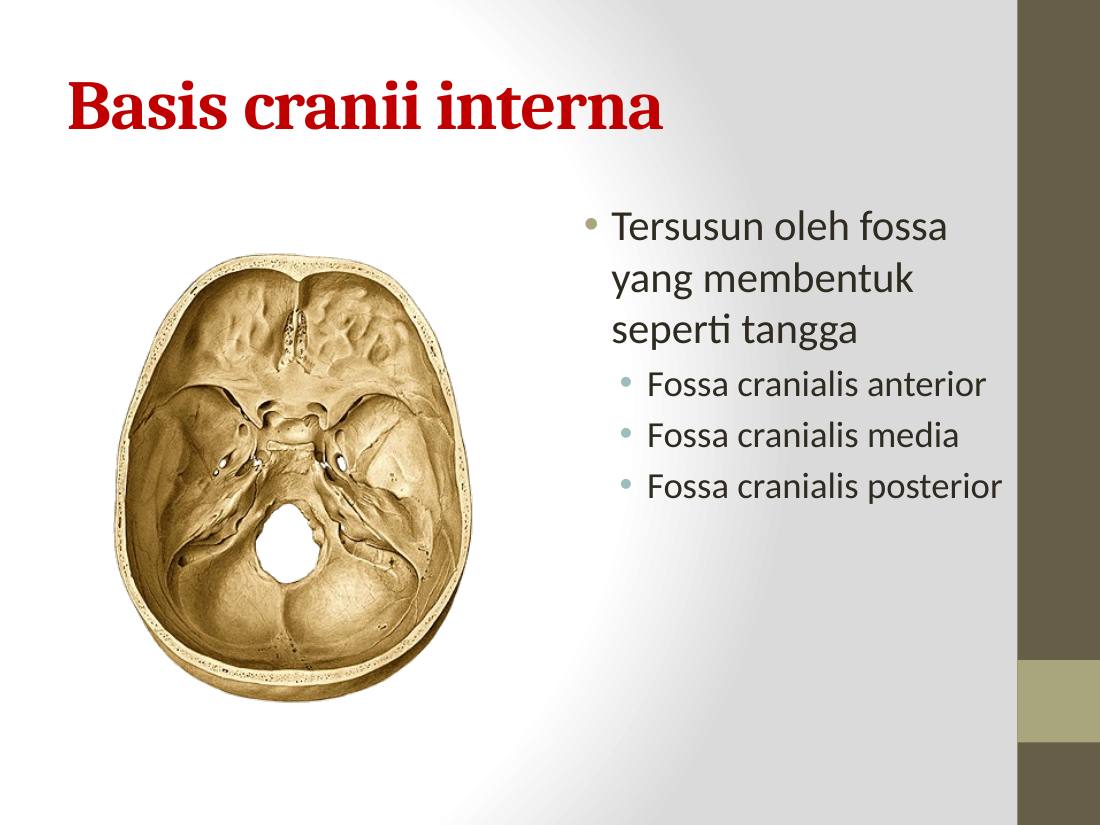 Basis cranii interna
• Tersusun oleh fossa
yang membentuk
seperti tangga
• Fossa cranialis anterior
• Fossa cranialis media
• Fossa cranialis posterior